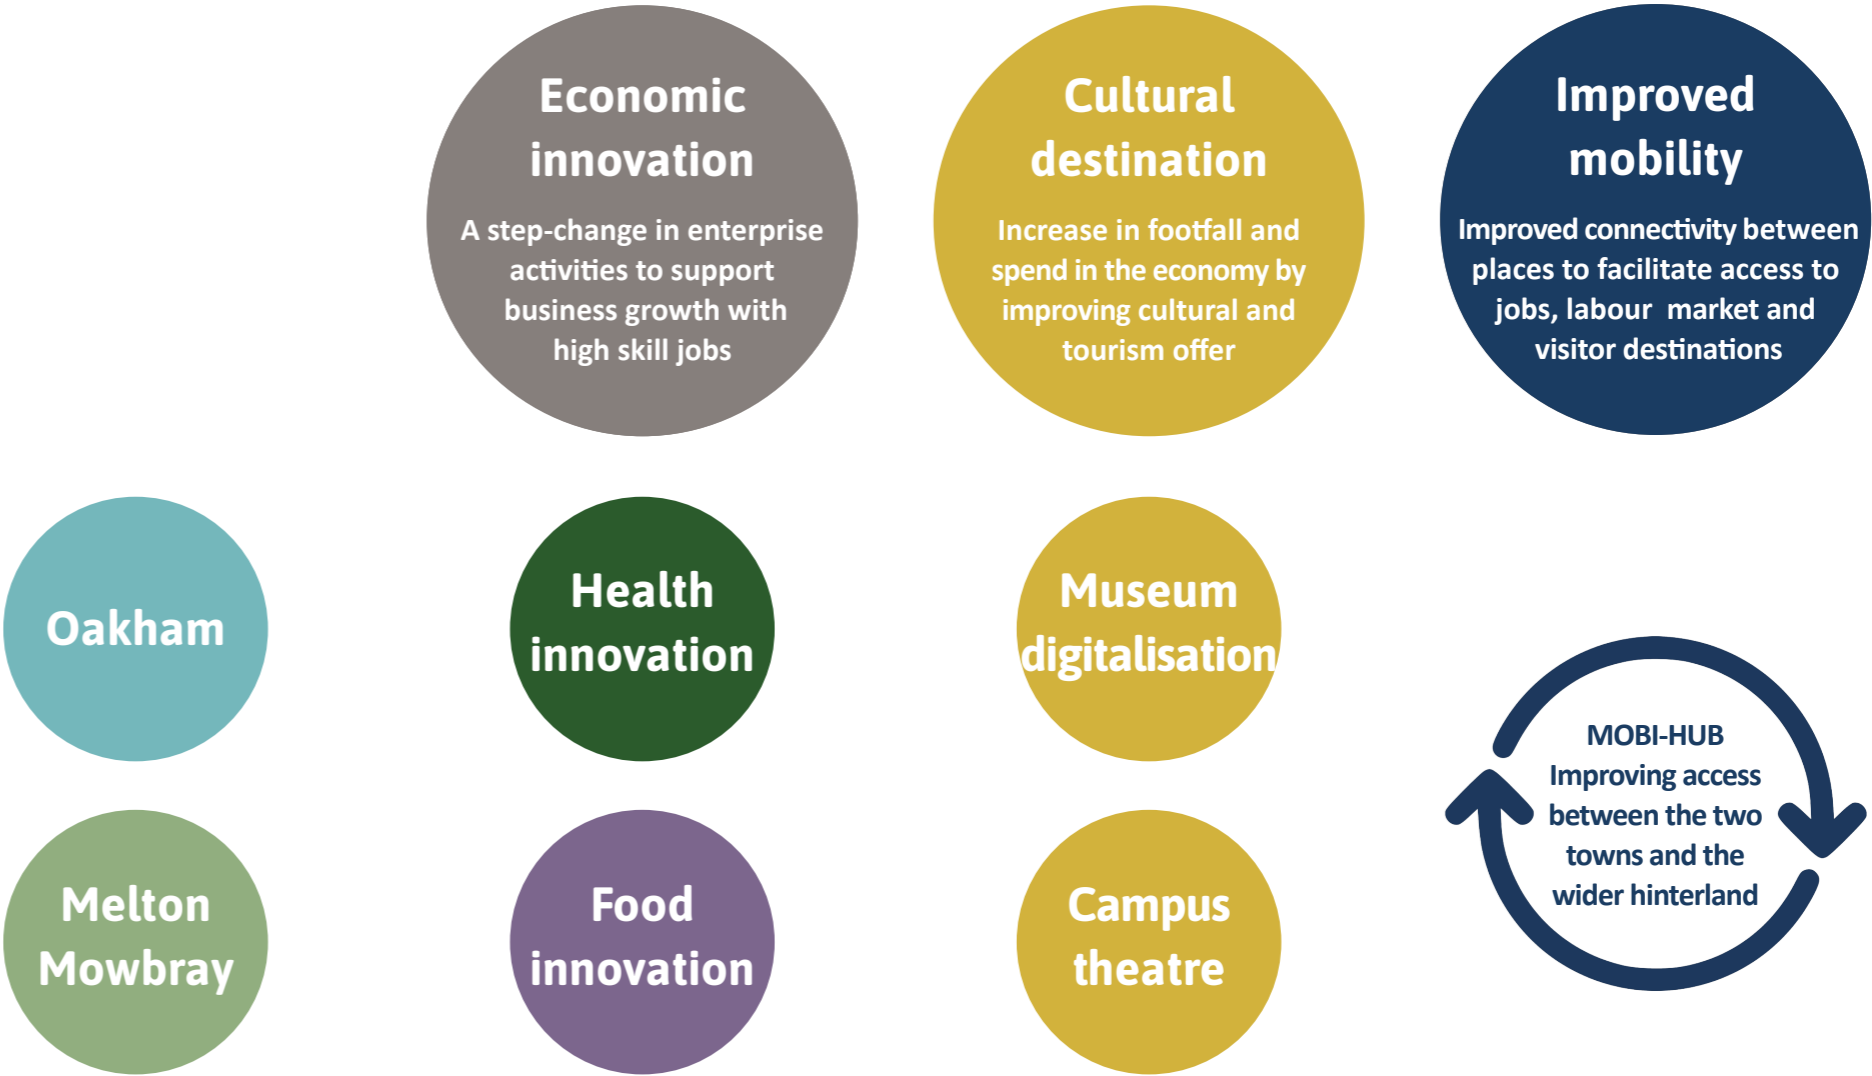 Economic
innovation
A step-change in enterprise
activities to support
business growth with
high skill jobs
Cultural
destination
Increase in footfall and
spend in the economy by
improving cultural and
tourism offer
Improved
mobility
Improved connectivity between
places to facilitate access to
jobs, labour market and
visitor destinations
Oakham
Health
innovation
Museum
digitalisation
MOBI-HUB
Improving access
between the two
towns and the
wider hinterland
Melton
Mowbray
Food
innovation
Campus
theatre